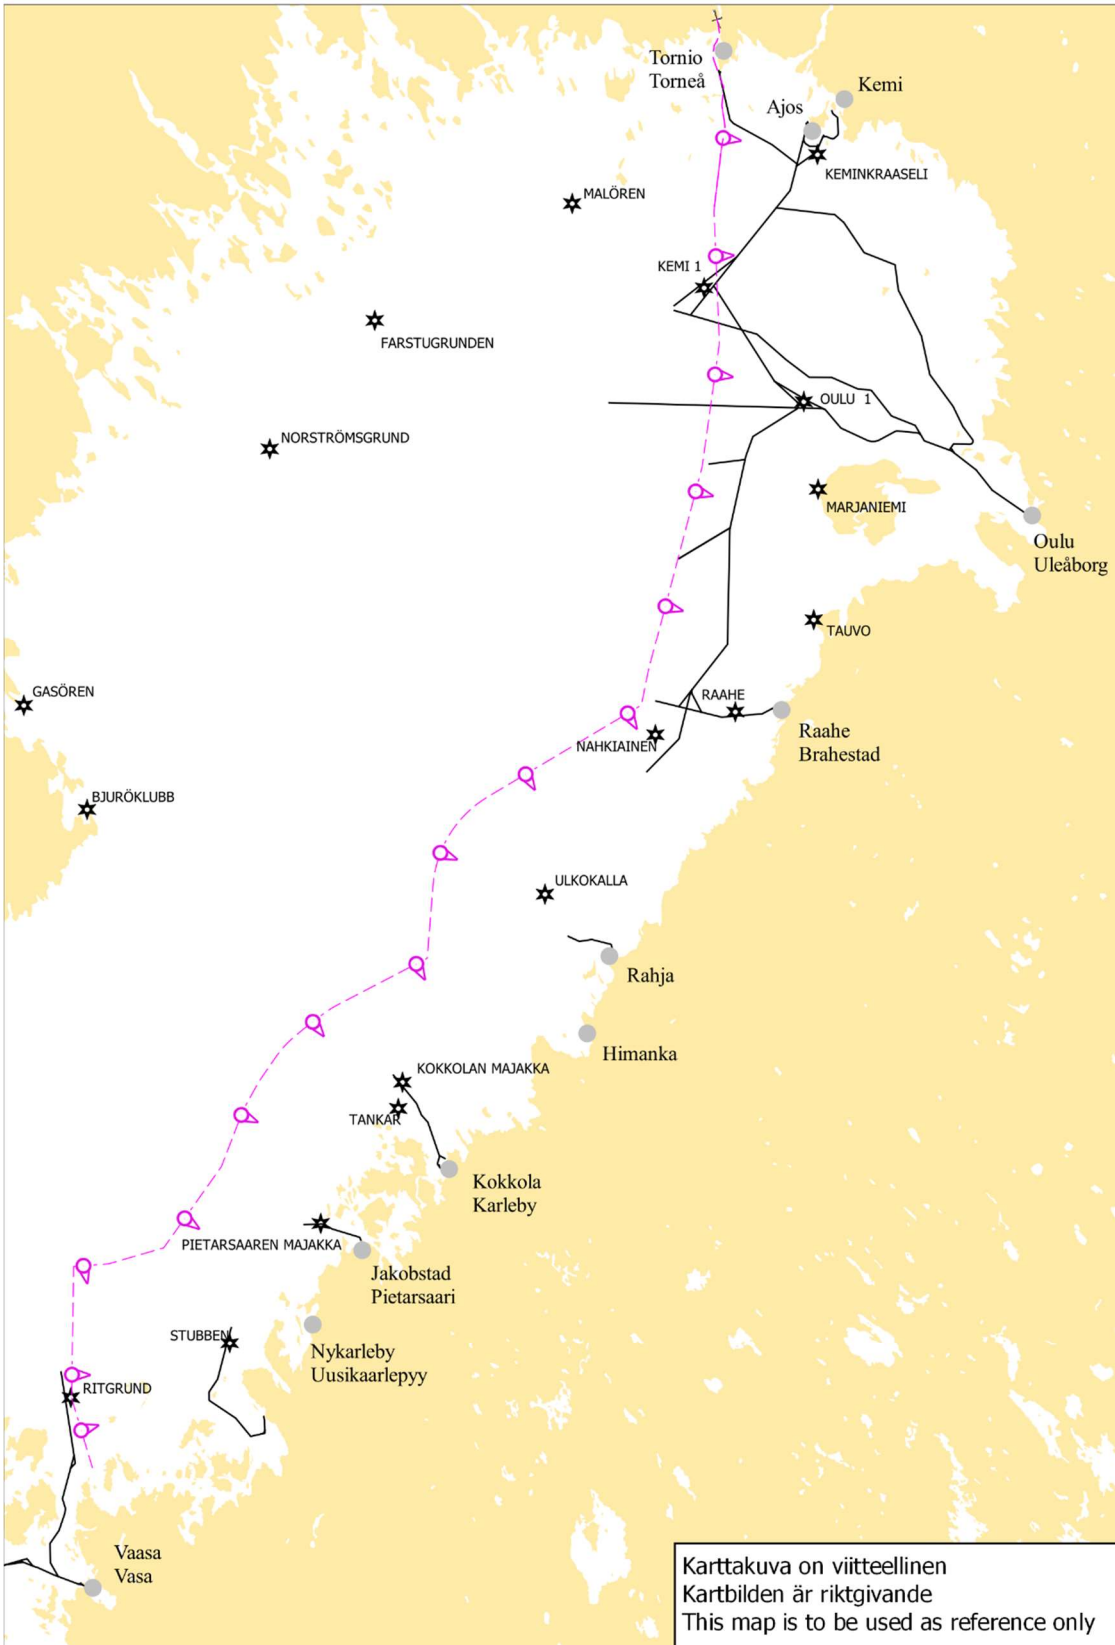 Tornio
Torneå
Kemi
Ajos
KEMINKRAASELI
MALÖREN
KEMI 1
FARSTUGRUNDEN
OULU 1
NORSTRÖMSGRUND
MARJANIEMI
Oulu
Uleåborg
TAUVO
GASÖREN
RAAHE
Raahe
Brahestad
NAHKIAINEN
BJURÖKLUBB
ULKOKALLA
Rahja
Himanka
KOKKOLAN MAJAKKA
TANKAR
Kokkola
Karleby
PIETARSAAREN MAJAKKA
Jakobstad
Pietarsaari
STUBBEN
Nykarleby
Uusikaarlepyy
RITGRUND
Vaasa
Vasa
Karttakuva on viitteellinen
Kartbilden är riktgivande
This map is to be used as reference only